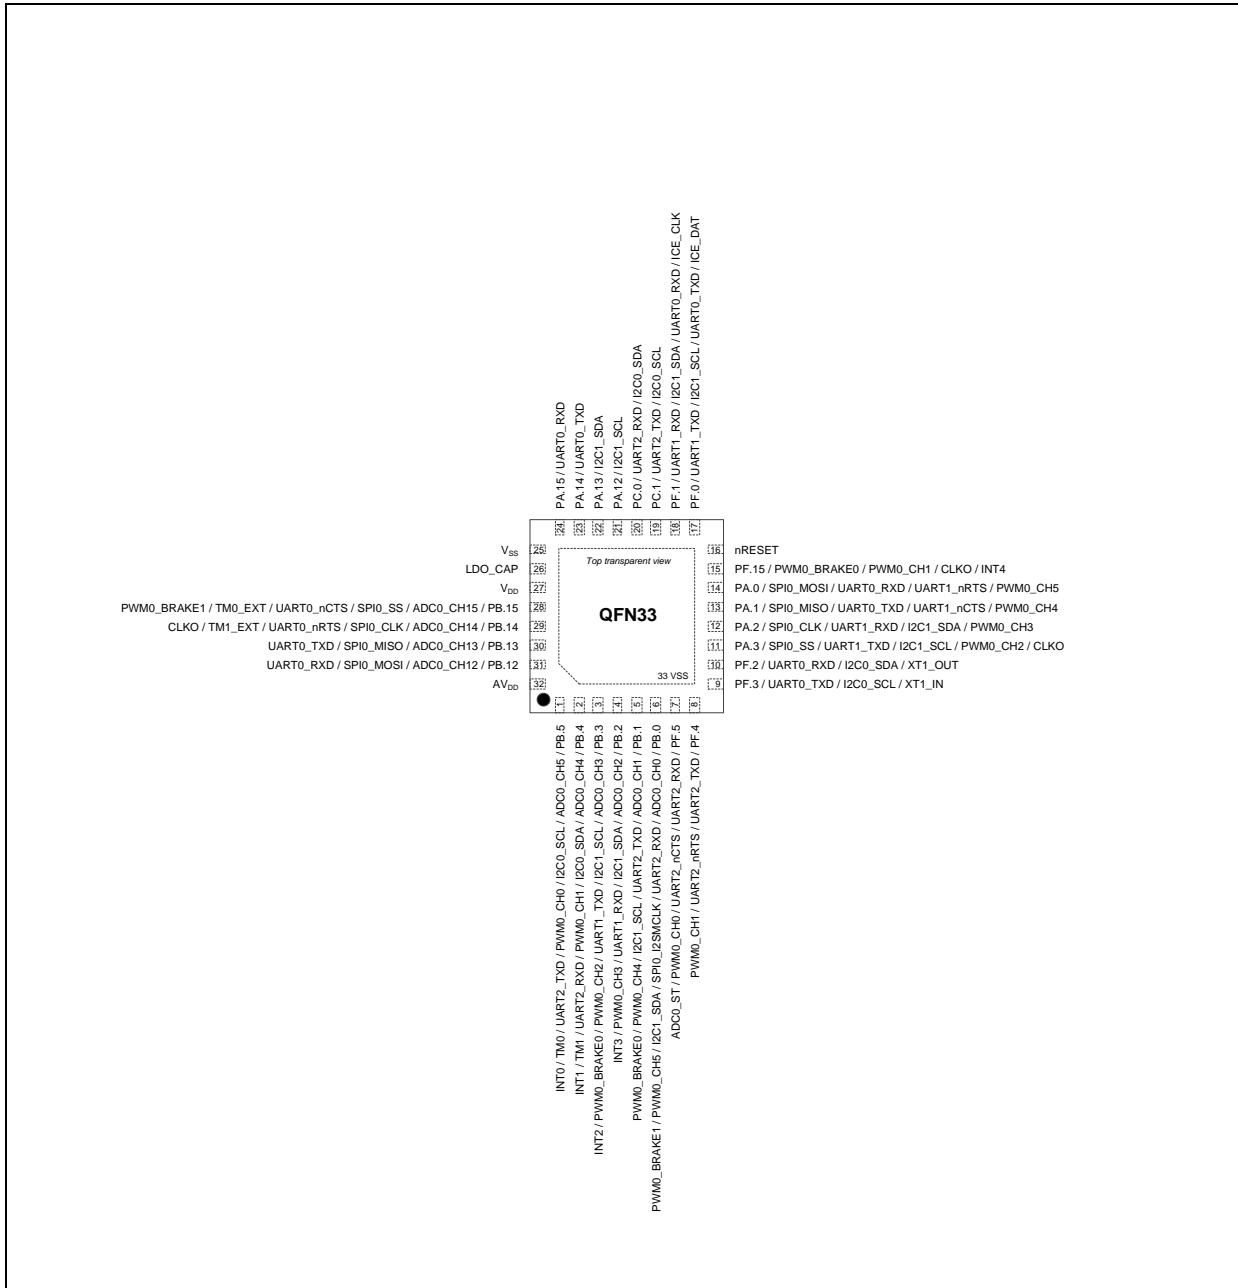 PA.15 / UART0_RXD
PA.14 / UART0_TXD
PA.13 / I2C1_SDA
PA.12 / I2C1_SCL
PC.0 / UART2_RXD / I2C0_SDA
PC.1 / UART2_TXD / I2C0_SCL
PF.1 / UART1_RXD / I2C1_SDA / UART0_RXD / ICE_CLK
PF.0 / UART1_TXD / I2C1_SCL / UART0_TXD / ICE_DAT
24 23 22 21 20 19 18 17
VSS 25
LDO_CAP 26
VDD 27
PWM0_BRAKE1 / TM0_EXT / UART0_nCTS / SPI0_SS / ADC0_CH15 / PB.15 28
CLKO / TM1_EXT / UART0_nRTS / SPI0_CLK / ADC0_CH14 / PB.14 29
UART0_TXD / SPI0_MISO / ADC0_CH13 / PB.13 30
UART0_RXD / SPI0_MOSI / ADC0_CH12 / PB.12 31
AVDD 32
Top transparent view
QFN33
33 VSS
16 nRESET
15 PF.15 / PWM0_BRAKE0 / PWM0_CH1 / CLKO / INT4
14 PA.0 / SPI0_MOSI / UART0_RXD / UART1_nRTS / PWM0_CH5
13 PA.1 / SPI0_MISO / UART0_TXD / UART1_nCTS / PWM0_CH4
12 PA.2 / SPI0_CLK / UART1_RXD / I2C1_SDA / PWM0_CH3
11 PA.3 / SPI0_SS / UART1_TXD / I2C1_SCL / PWM0_CH2 / CLKO
10 PF.2 / UART0_RXD / I2C0_SDA / XT1_OUT
9 PF.3 / UART0_TXD / I2C0_SCL / XT1_IN
1 2 3 4 5 6 7 8
INT0 / TM0 / UART2_TXD / PWM0_CH0 / I2C0_SCL / ADC0_CH5 / PB.5
INT1 / TM1 / UART2_RXD / PWM0_CH1 / I2C0_SDA / ADC0_CH4 / PB.4
INT2 / PWM0_BRAKE0 / PWM0_CH2 / UART1_TXD / I2C1_SCL / ADC0_CH3 / PB.3
INT3 / PWM0_CH3 / UART1_RXD / I2C1_SDA / ADC0_CH2 / PB.2
PWM0_BRAKE0 / PWM0_CH4 / I2C1_SCL / UART2_TXD / ADC0_CH1 / PB.1
PWM0_BRAKE1 / PWM0_CH5 / I2C1_SDA / SPI0_I2SMCLK / UART2_RXD / ADC0_CH0 / PB.0
ADC0_ST / PWM0_CH0 / UART2_nCTS / UART2_RXD / PF.5
PWM0_CH1 / UART2_nRTS / UART2_TXD / PF.4